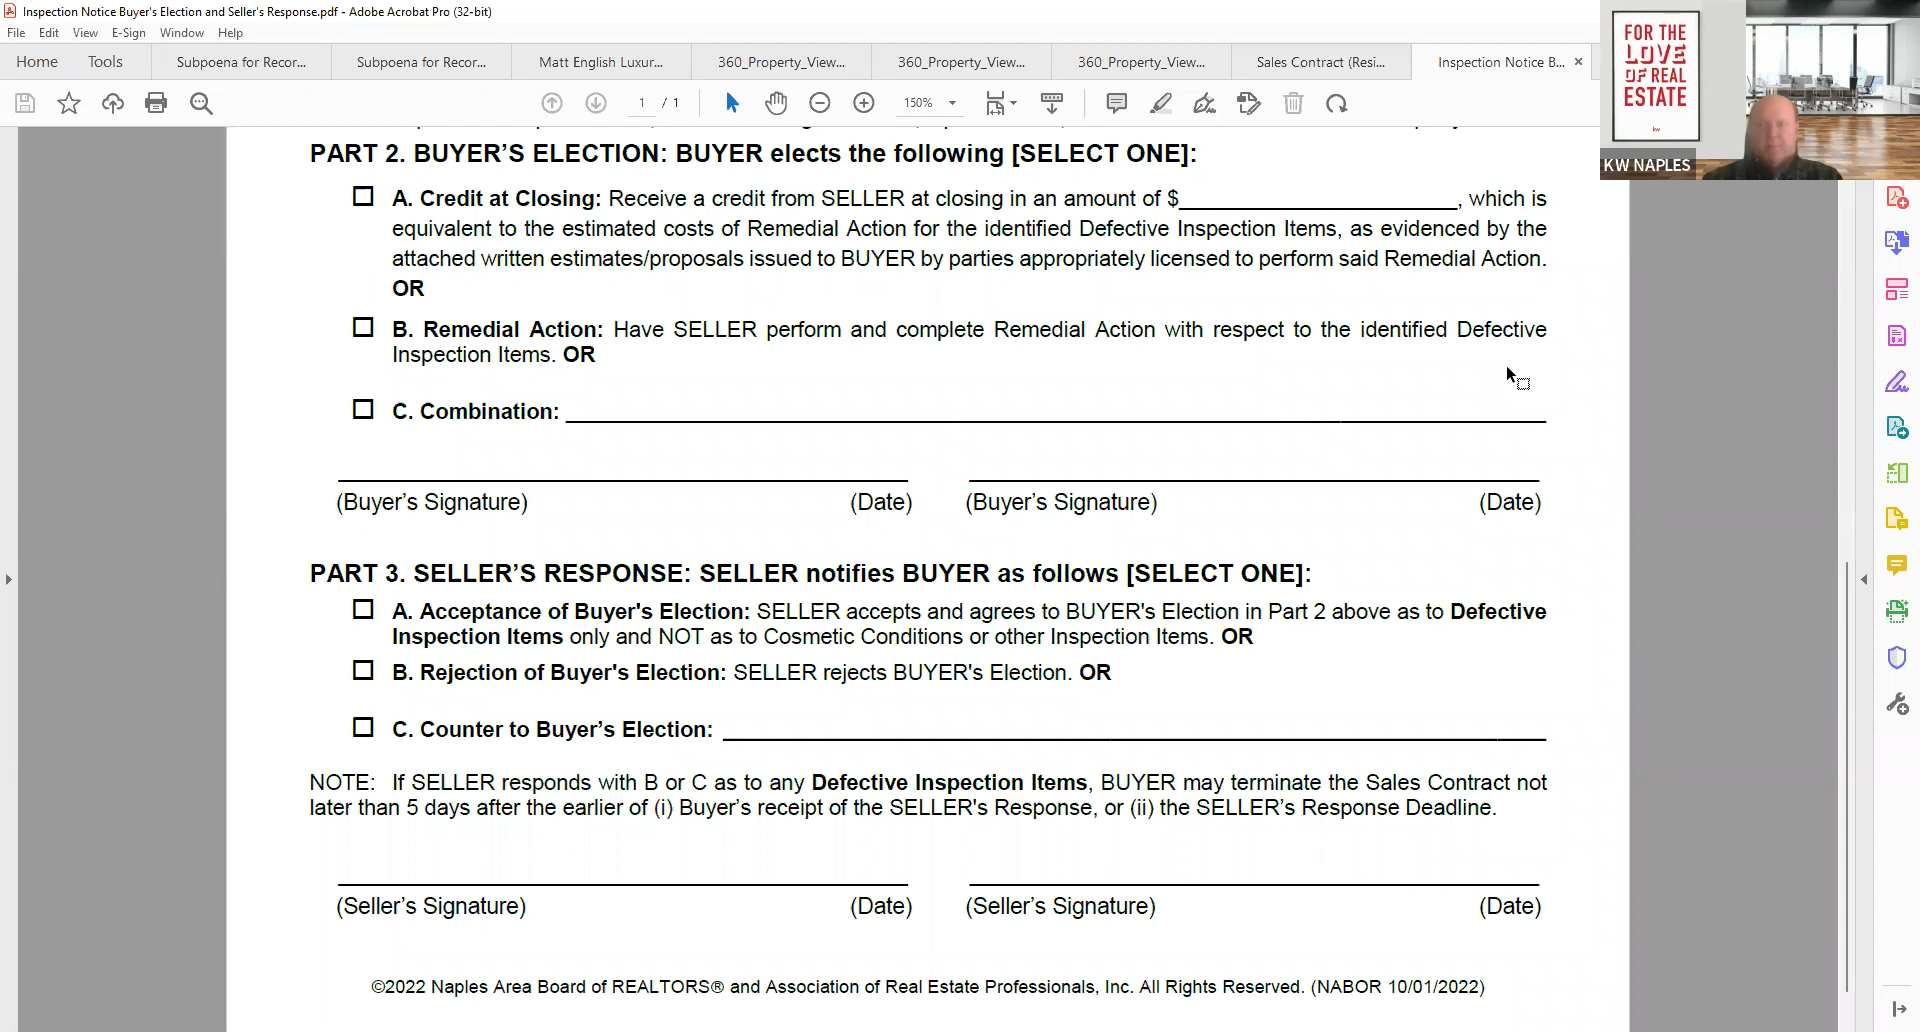 Inspection Notice Buyer's Election and Seller's Response.pdf - Adobe Acrobat Pro (32-bit)
File Edit View E-Sign Window Help
Home Tools Subpoena for Recor... Subpoena for Recor... Matt English Luxur... 360_Property_View... 360_Property_View... 360_Property_View... Sales Contract (Resi... Inspection Notice B... ×
1 / 1 150%
FOR THE
LOVE
OF REAL
ESTATE
kw
KW NAPLES
PART 2. BUYER'S ELECTION: BUYER elects the following [SELECT ONE]:
A. Credit at Closing: Receive a credit from SELLER at closing in an amount of $____________________, which is
equivalent to the estimated costs of Remedial Action for the identified Defective Inspection Items, as evidenced by the
attached written estimates/proposals issued to BUYER by parties appropriately licensed to perform said Remedial Action.
OR
B. Remedial Action: Have SELLER perform and complete Remedial Action with respect to the identified Defective
Inspection Items. OR
C. Combination:
(Buyer's Signature) (Date) (Buyer's Signature) (Date)
PART 3. SELLER'S RESPONSE: SELLER notifies BUYER as follows [SELECT ONE]:
A. Acceptance of Buyer's Election: SELLER accepts and agrees to BUYER's Election in Part 2 above as to Defective
Inspection Items only and NOT as to Cosmetic Conditions or other Inspection Items. OR
B. Rejection of Buyer's Election: SELLER rejects BUYER's Election. OR
C. Counter to Buyer's Election:
NOTE: If SELLER responds with B or C as to any Defective Inspection Items, BUYER may terminate the Sales Contract not
later than 5 days after the earlier of (i) Buyer's receipt of the SELLER's Response, or (ii) the SELLER's Response Deadline.
(Seller's Signature) (Date) (Seller's Signature) (Date)
©2022 Naples Area Board of REALTORS® and Association of Real Estate Professionals, Inc. All Rights Reserved. (NABOR 10/01/2022)